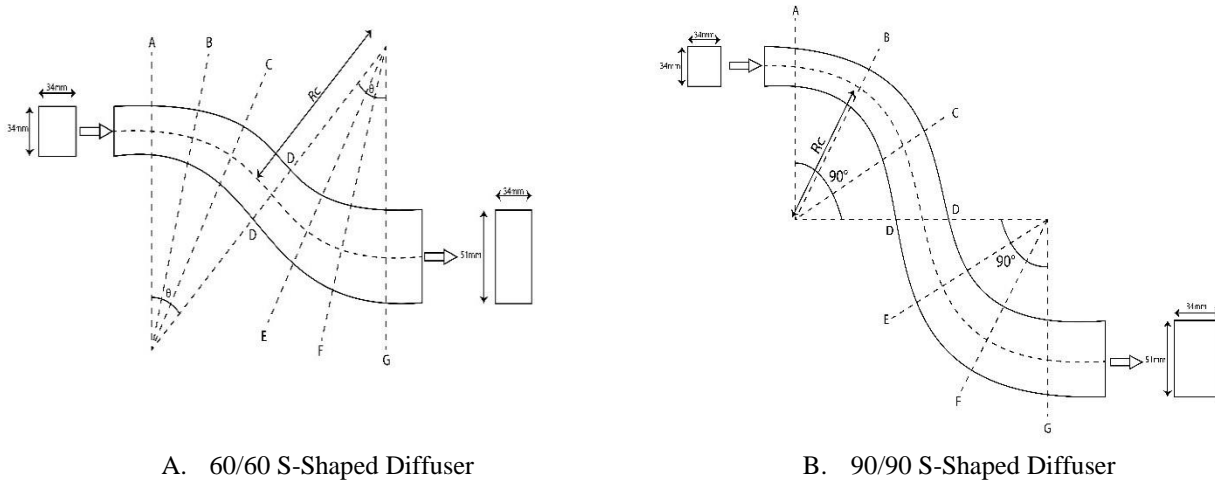 A
B
C
34mm
34mm
Rc
θ
D
D
θ
E
F
G
34mm
51mm
A. 60/60 S-Shaped Diffuser
A
B
C
34mm
34mm
Rc
90°
D
D
90°
E
F
G
34mm
51mm
B. 90/90 S-Shaped Diffuser